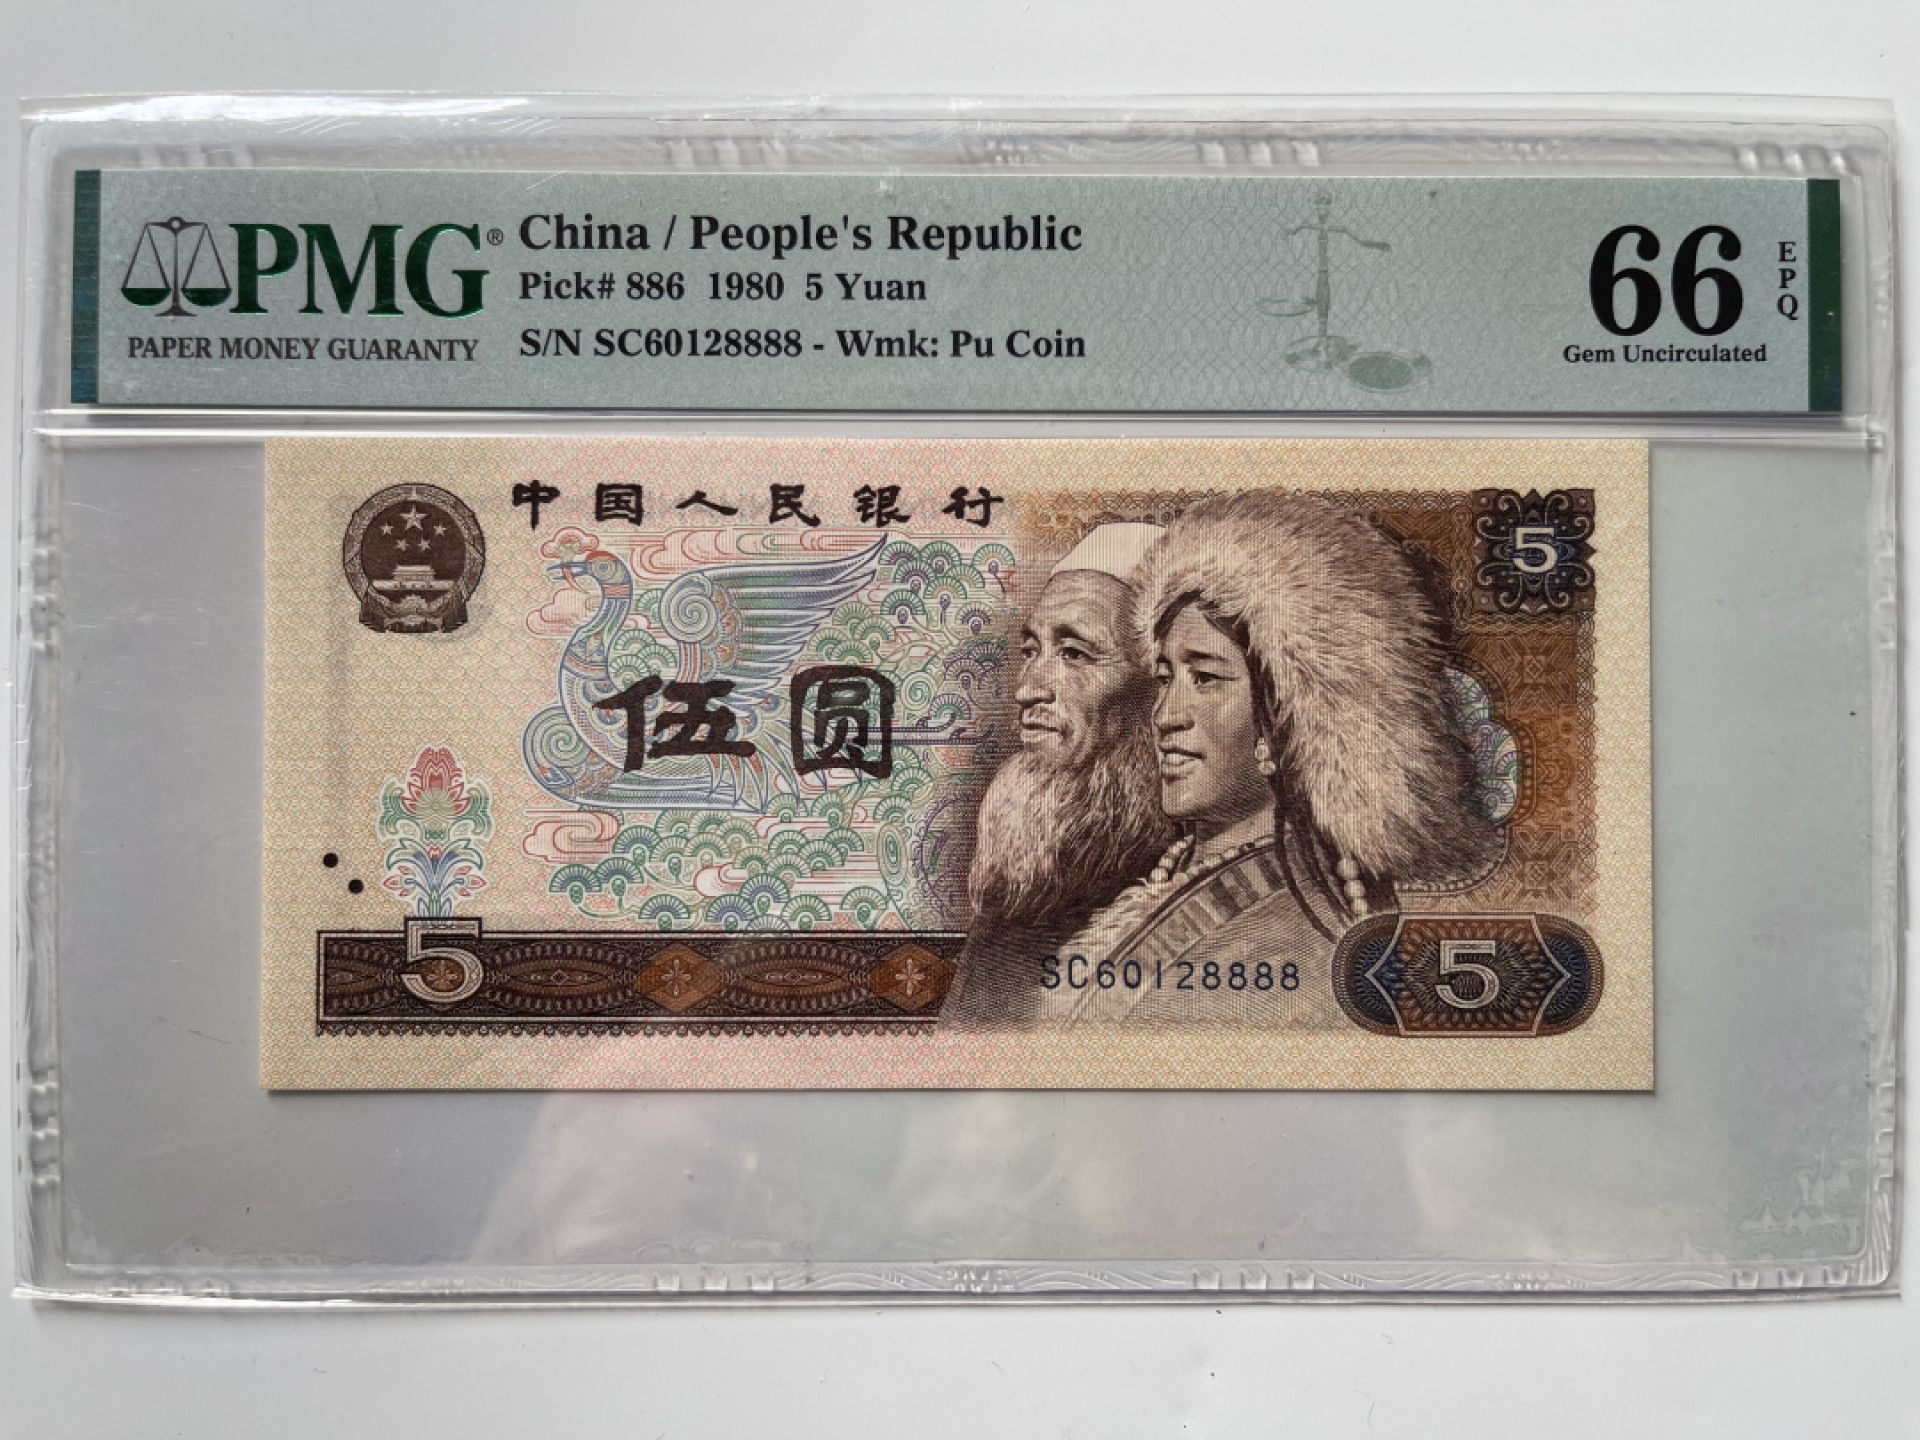 PMG®
PAPER MONEY GUARANTY
China / People's Republic
Pick# 886 1980 5 Yuan
S/N SC60128888 - Wmk: Pu Coin
66
EPQ
Gem Uncirculated
中国人民银行
5
伍圆
5
SC60128888
5